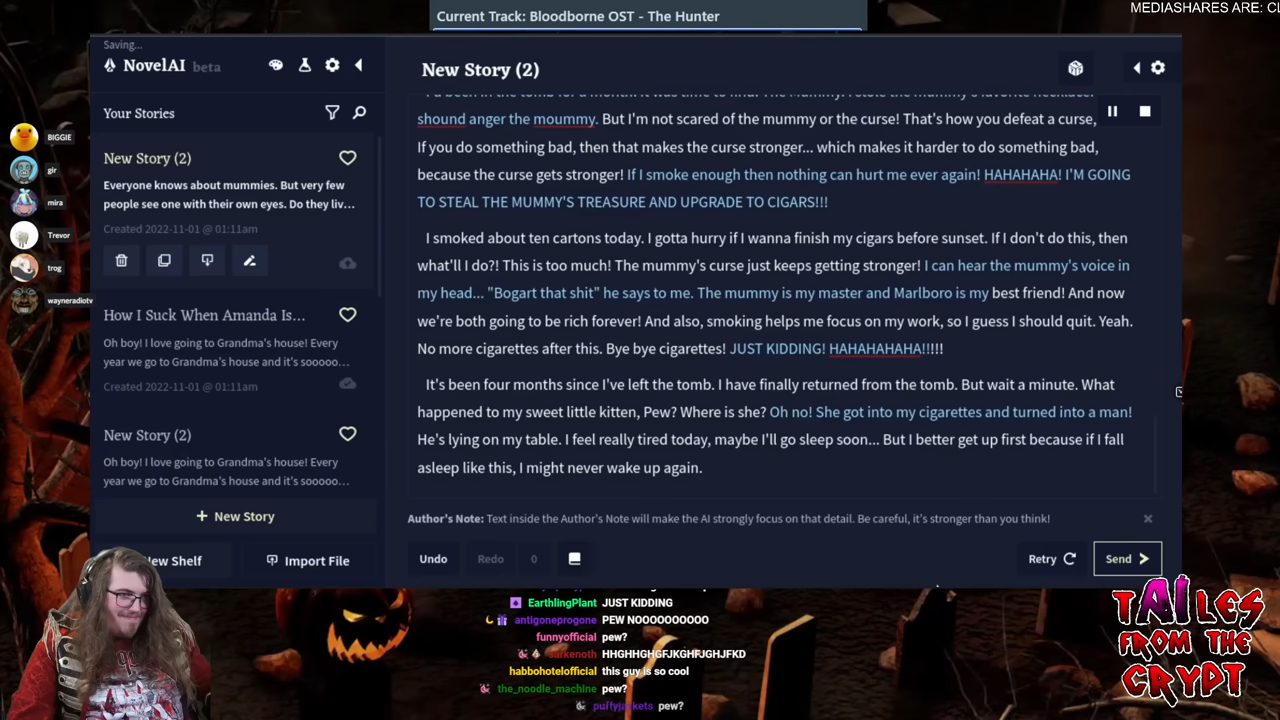 Current Track: Bloodborne OST - The Hunter
MEDIASHARES ARE: CL
Saving...
NovelAI beta
Your Stories
New Story (2)
Everyone knows about mummies. But very few
people see one with their own eyes. Do they liv...
Created 2022-11-01 @ 01:11am
How I Suck When Amanda Is...
Oh boy! I love going to Grandma's house! Every
year we go to Grandma's house and it's sooooo...
Created 2022-11-01 @ 01:11am
New Story (2)
Oh boy! I love going to Grandma's house! Every
year we go to Grandma's house and it's sooooo...
+ New Story
New Shelf
Import File
BIGGIE
gir
mira
Trevor
trog
wayneradiotv
New Story (2)
shound anger the moummy. But I'm not scared of the mummy or the curse! That's how you defeat a curse,
If you do something bad, then that makes the curse stronger... which makes it harder to do something bad,
because the curse gets stronger! If I smoke enough then nothing can hurt me ever again! HAHAHAHA! I'M GOING
TO STEAL THE MUMMY'S TREASURE AND UPGRADE TO CIGARS!!!
I smoked about ten cartons today. I gotta hurry if I wanna finish my cigars before sunset. If I don't do this, then
what'll I do?! This is too much! The mummy's curse just keeps getting stronger! I can hear the mummy's voice in
my head... "Bogart that shit" he says to me. The mummy is my master and Marlboro is my best friend! And now
we're both going to be rich forever! And also, smoking helps me focus on my work, so I guess I should quit. Yeah.
No more cigarettes after this. Bye bye cigarettes! JUST KIDDING! HAHAHAHAHA!!!!!
It's been four months since I've left the tomb. I have finally returned from the tomb. But wait a minute. What
happened to my sweet little kitten, Pew? Where is she? Oh no! She got into my cigarettes and turned into a man!
He's lying on my table. I feel really tired today, maybe I'll go sleep soon... But I better get up first because if I fall
asleep like this, I might never wake up again.
Author's Note: Text inside the Author's Note will make the AI strongly focus on that detail. Be careful, it's stronger than you think!
Undo
Redo
0
Retry
Send
EarthlingPlant JUST KIDDING
antigoneprogone PEW NOOOOOOOOO
funnyofficial pew?
HHGHHGHGFJKGHFJGHJFKD
habbohotelofficial this guy is so cool
the_noodle_machine pew?
puffyjackets pew?
TAILES
FROM THE
CRYPT